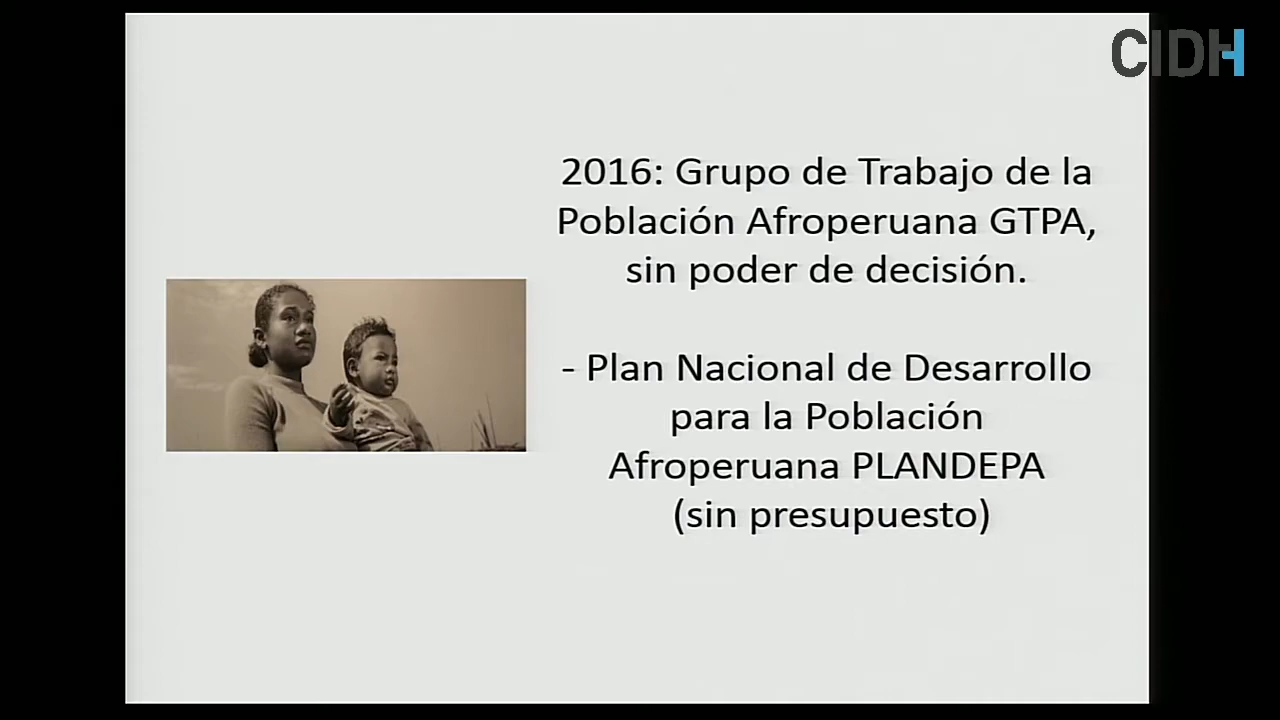 CIDH
2016: Grupo de Trabajo de la
Población Afroperuana GTPA,
sin poder de decisión.
- Plan Nacional de Desarrollo
para la Población
Afroperuana PLANDEPA
(sin presupuesto)